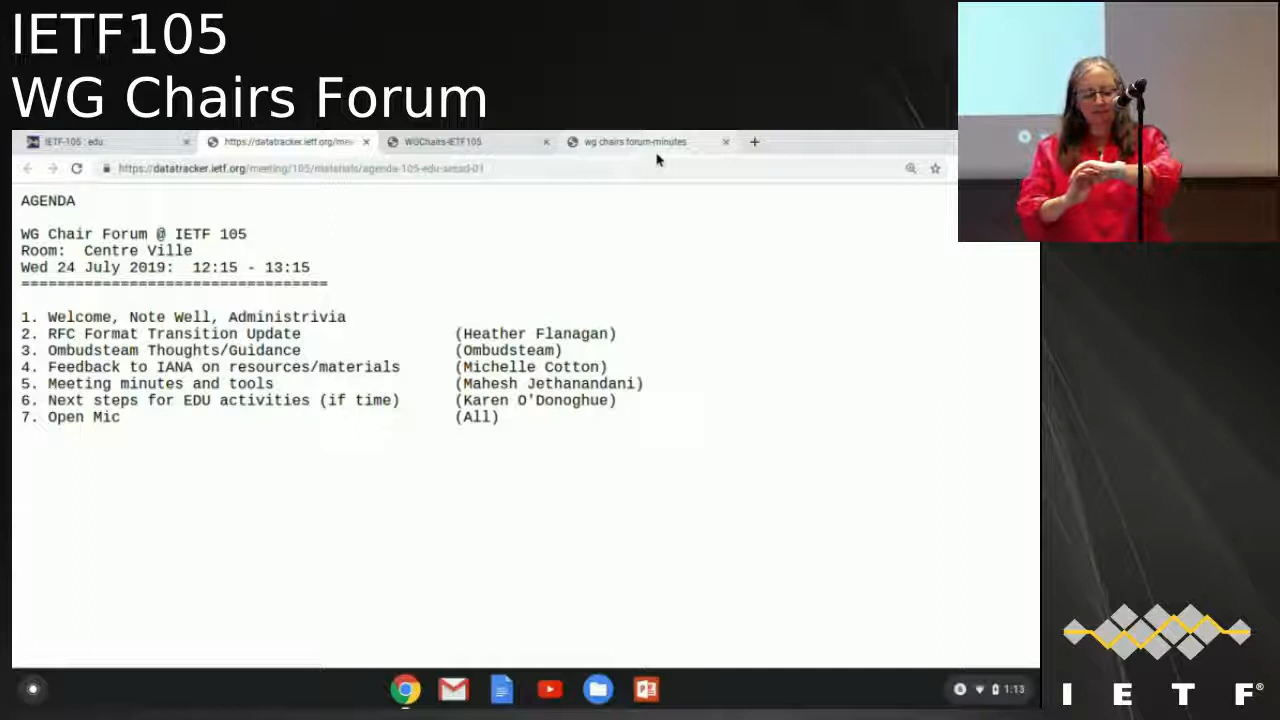 IETF105
WG Chairs Forum
IETF-105 : edu
https://datatracker.ietf.org/mee
WGChairs-IETF105
wg chairs forum-minutes
https://datatracker.ietf.org/meeting/105/materials/agenda-105-edu-sessd-01
AGENDA
WG Chair Forum @ IETF 105
Room: Centre Ville
Wed 24 July 2019: 12:15 - 13:15
==================================
1. Welcome, Note Well, Administrivia
2. RFC Format Transition Update (Heather Flanagan)
3. Ombudsteam Thoughts/Guidance (Ombudsteam)
4. Feedback to IANA on resources/materials (Michelle Cotton)
5. Meeting minutes and tools (Mahesh Jethanandani)
6. Next steps for EDU activities (if time) (Karen O'Donoghue)
7. Open Mic (All)
1:13
I E T F®